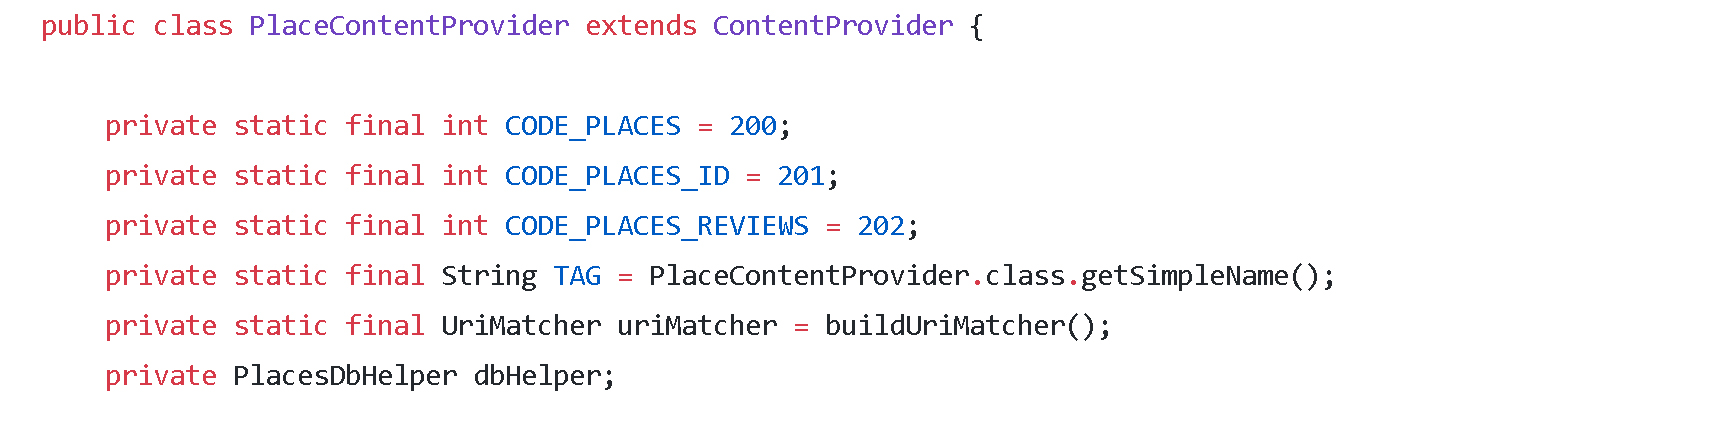 public class PlaceContentProvider extends ContentProvider {
private static final int CODE_PLACES = 200;
private static final int CODE_PLACES_ID = 201;
private static final int CODE_PLACES_REVIEWS = 202;
private static final String TAG = PlaceContentProvider.class.getSimpleName();
private static final UriMatcher uriMatcher = buildUriMatcher();
private PlacesDbHelper dbHelper;